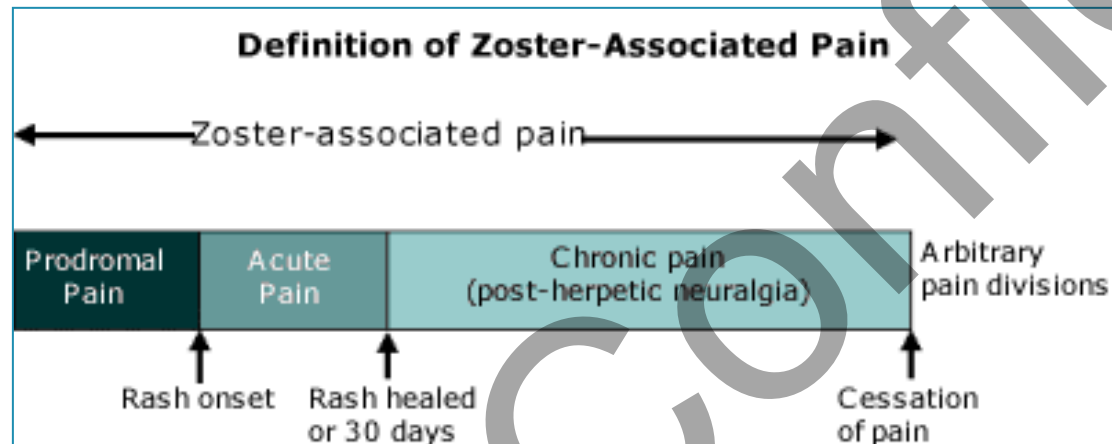 Definition of Zoster-Associated Pain
Zoster-associated pain
Prodromal
Pain
Acute
Pain
Chronic pain
(post-herpetic neuralgia)
Arbitrary
pain divisions
Rash onset
Rash healed
or 30 days
Cessation
of pain